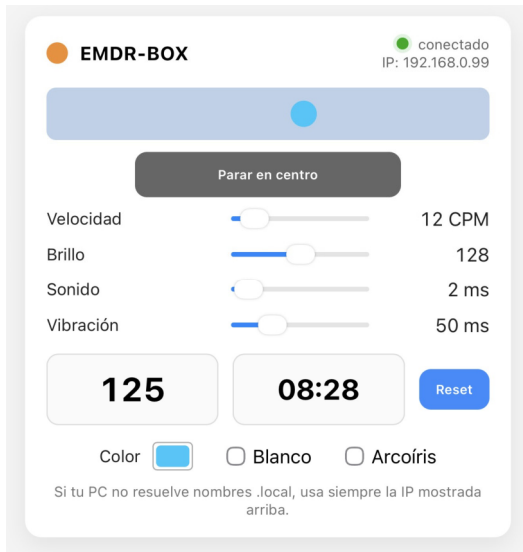 EMDR-BOX
conectado
IP: 192.168.0.99
Parar en centro
Velocidad 12 CPM
Brillo 128
Sonido 2 ms
Vibración 50 ms
125 08:28 Reset
Color Blanco Arcoíris
Si tu PC no resuelve nombres .local, usa siempre la IP mostrada
arriba.